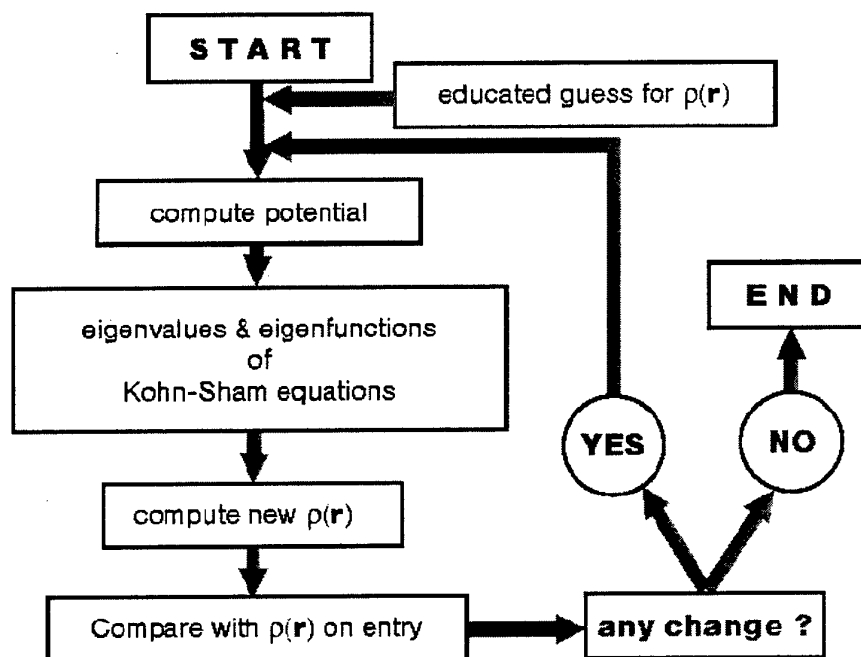 START
educated guess for ρ(r)
compute potential
eigenvalues & eigenfunctions
of
Kohn-Sham equations
END
YES
NO
compute new ρ(r)
Compare with ρ(r) on entry
any change ?